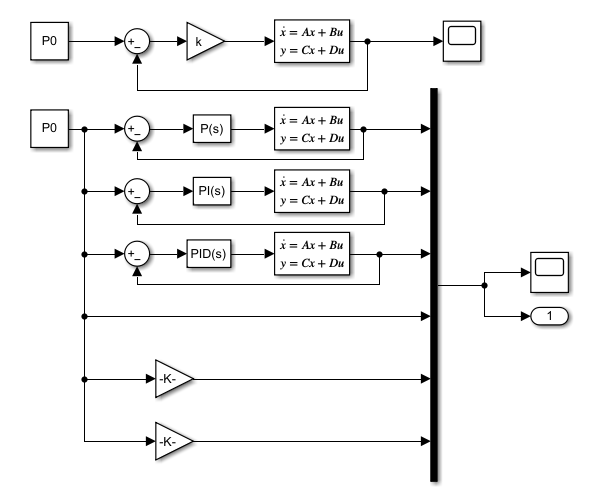 P0
+
−
k
ẋ = Ax + Bu
y = Cx + Du
P0
+
−
P(s)
ẋ = Ax + Bu
y = Cx + Du
+
−
PI(s)
ẋ = Ax + Bu
y = Cx + Du
+
−
PID(s)
ẋ = Ax + Bu
y = Cx + Du
1
-K-
-K-